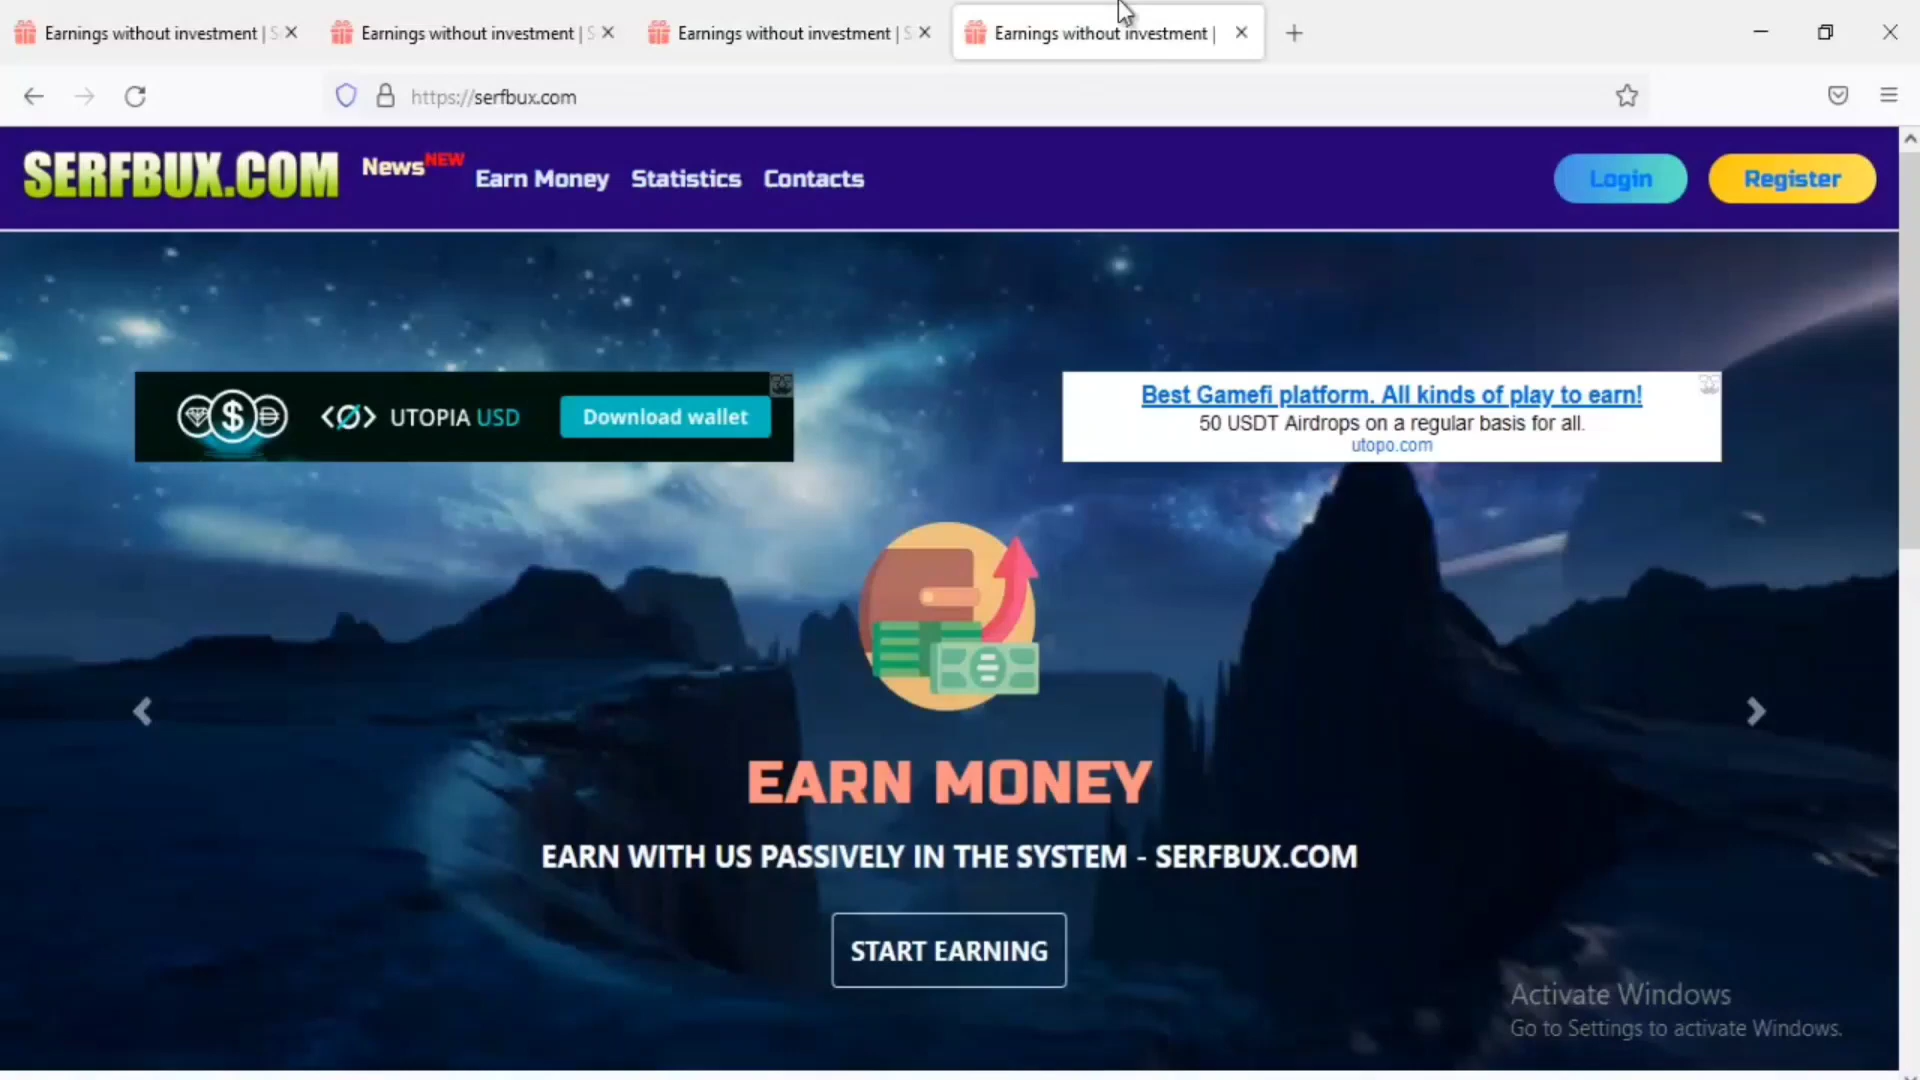 Earnings without investment | S
Earnings without investment | S
Earnings without investment | S
Earnings without investment |
https://serfbux.com
SERFBUX.COM
News NEW
Earn Money
Statistics
Contacts
Login
Register
UTOPIA USD
Download wallet
Best Gamefi platform. All kinds of play to earn!
50 USDT Airdrops on a regular basis for all.
utopo.com
EARN MONEY
EARN WITH US PASSIVELY IN THE SYSTEM - SERFBUX.COM
START EARNING
Activate Windows
Go to Settings to activate Windows.